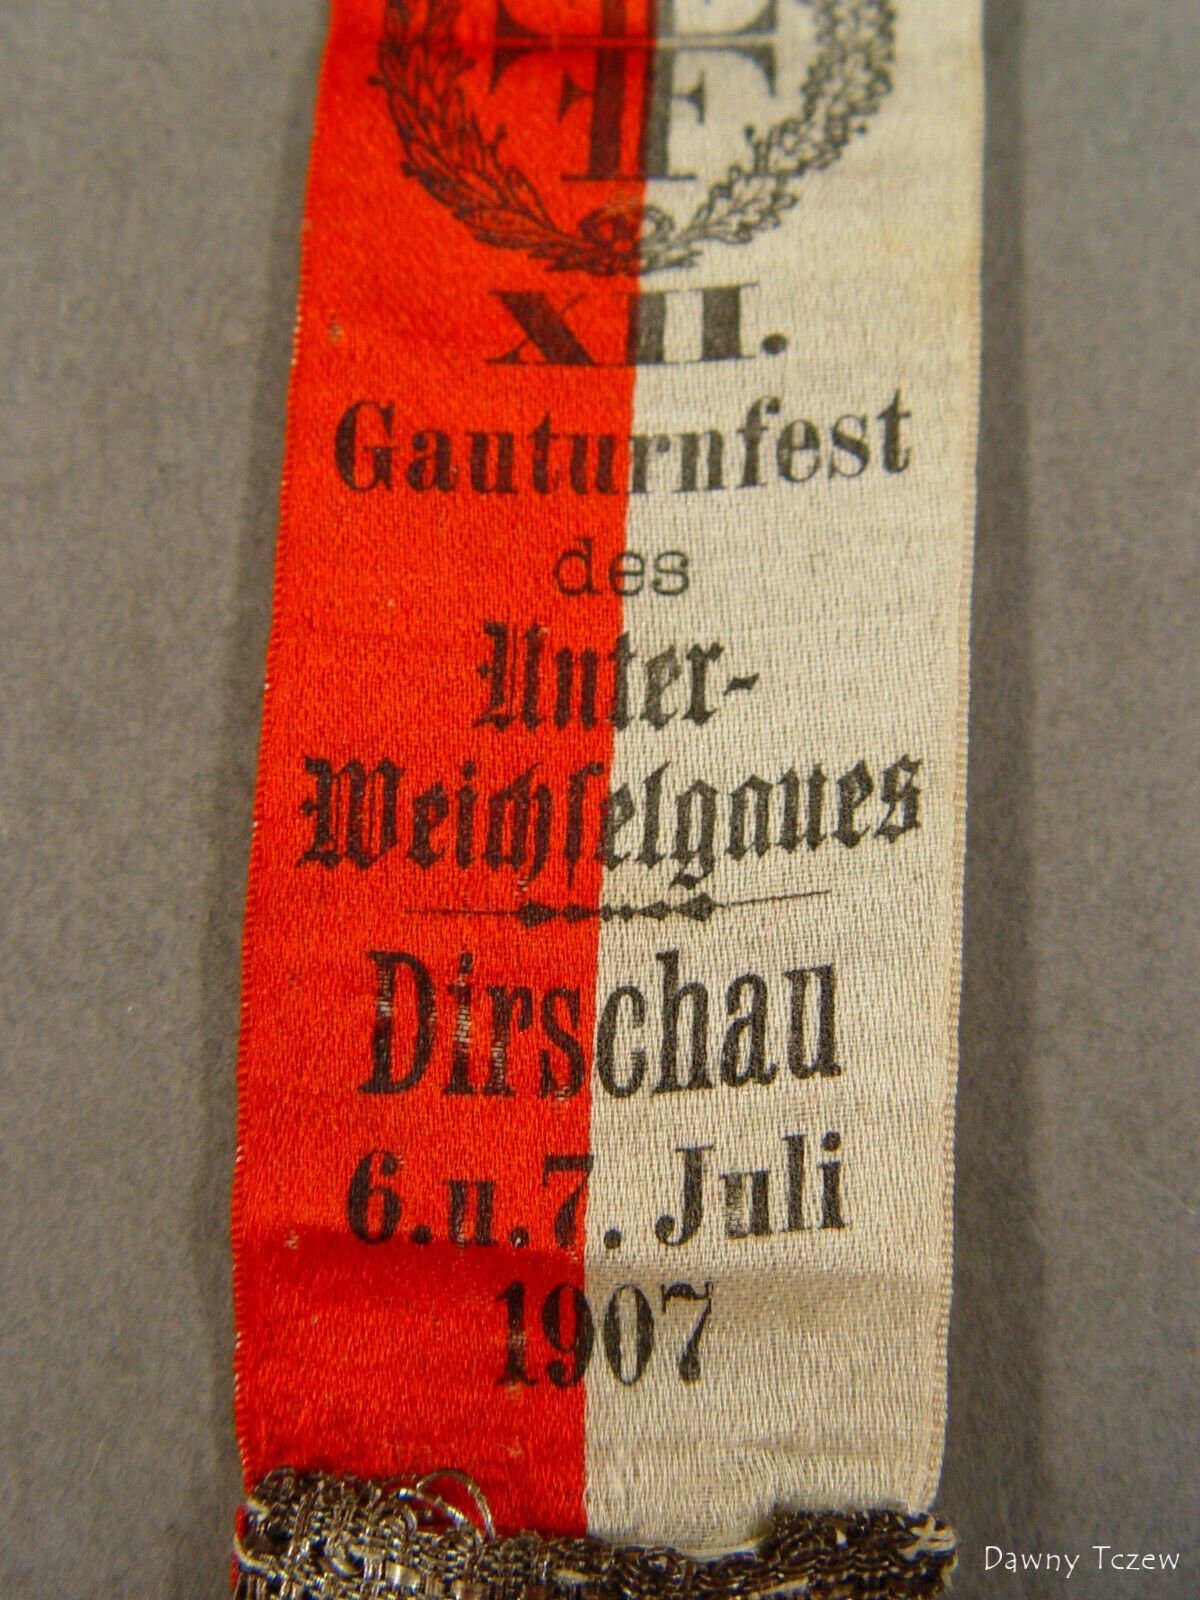 XII.
Gauturnfest
des
Unter-
Weichselgaues
Dirschau
6. u. 7. Juli
1907
Dawny Tczew